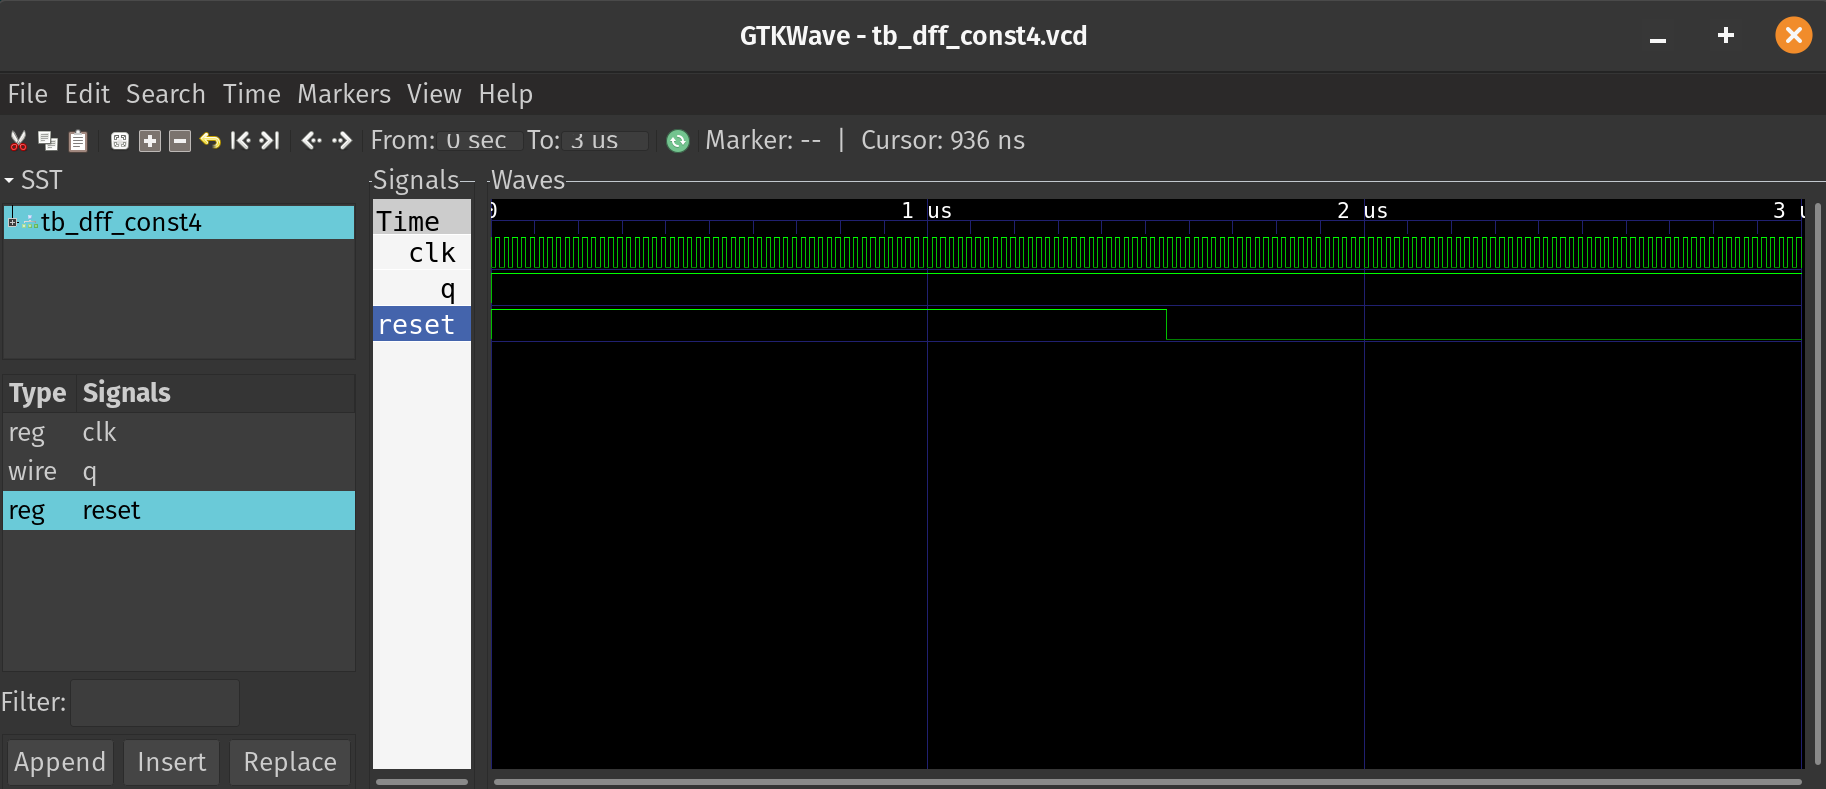 GTKWave - tb_dff_const4.vcd
File Edit Search Time Markers View Help
From: 0 sec To: 3 us Marker: -- | Cursor: 936 ns
SST
tb_dff_const4
Type Signals
reg clk
wire q
reg reset
Filter:
Append Insert Replace
Signals
Time
clk
q
reset
Waves
0 1 us 2 us 3 u